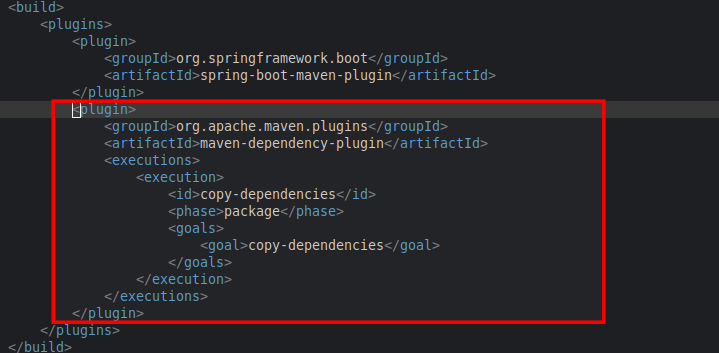 <build>
<plugins>
<plugin>
<groupId>org.springframework.boot</groupId>
<artifactId>spring-boot-maven-plugin</artifactId>
</plugin>
<plugin>
<groupId>org.apache.maven.plugins</groupId>
<artifactId>maven-dependency-plugin</artifactId>
<executions>
<execution>
<id>copy-dependencies</id>
<phase>package</phase>
<goals>
<goal>copy-dependencies</goal>
</goals>
</execution>
</executions>
</plugin>
</plugins>
</build>